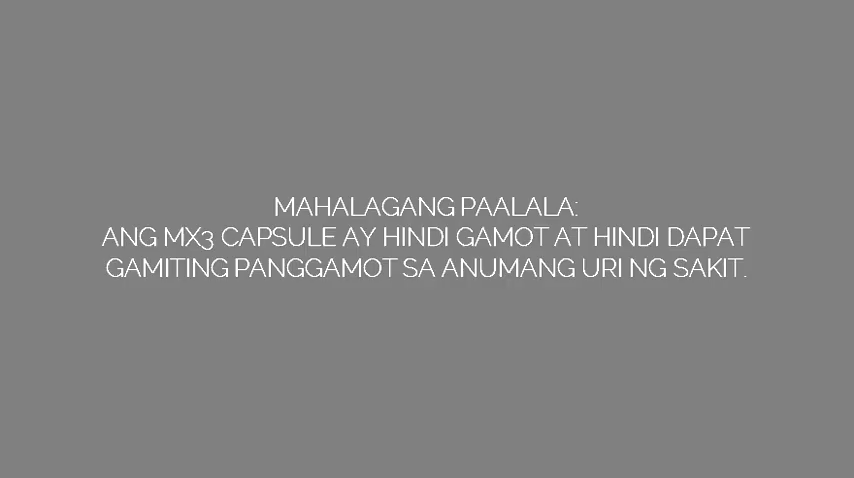 MAHALAGANG PAALALA:
ANG MX3 CAPSULE AY HINDI GAMOT AT HINDI DAPAT
GAMITING PANGGAMOT SA ANUMANG URI NG SAKIT.